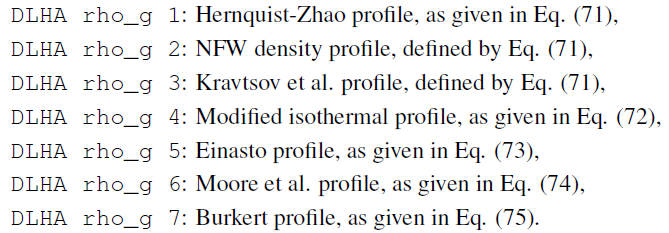 DLHA rho_g 1: Hernquist-Zhao profile, as given in Eq. (71),
DLHA rho_g 2: NFW density profile, defined by Eq. (71),
DLHA rho_g 3: Kravtsov et al. profile, defined by Eq. (71),
DLHA rho_g 4: Modified isothermal profile, as given in Eq. (72),
DLHA rho_g 5: Einasto profile, as given in Eq. (73),
DLHA rho_g 6: Moore et al. profile, as given in Eq. (74),
DLHA rho_g 7: Burkert profile, as given in Eq. (75).